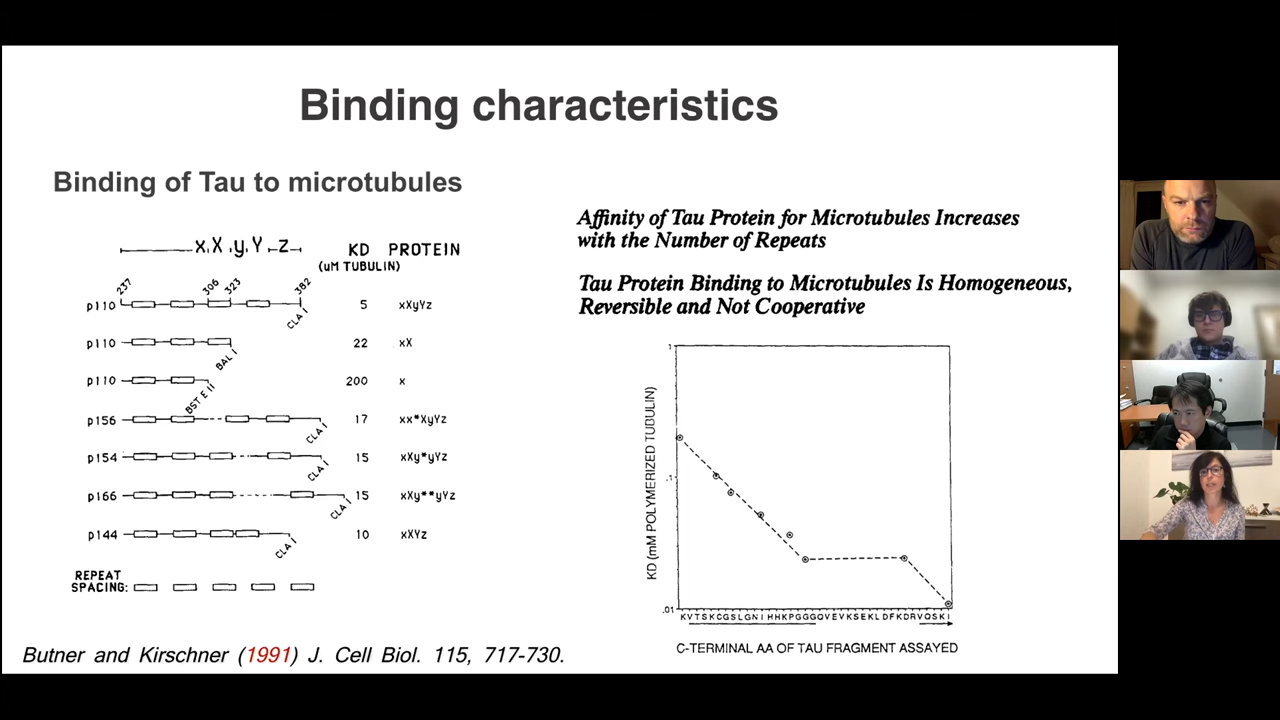 Binding characteristics
Binding of Tau to microtubules
x X y Y z KD PROTEIN
(uM TUBULIN)
237 306 323 382
p110 CLA I 5 xXyYz
p110 BAL I 22 xX
p110 BST E II 200 x
p156 CLA I 17 xx*XyYz
p154 CLA I 15 xXy*yYz
p166 CLA I 15 xXy**yYz
p144 CLA I 10 xXYz
REPEAT
SPACING:
Butner and Kirschner (1991) J. Cell Biol. 115, 717-730.
Affinity of Tau Protein for Microtubules Increases
with the Number of Repeats
Tau Protein Binding to Microtubules Is Homogeneous,
Reversible and Not Cooperative
KD (mM POLYMERIZED TUBULIN)
1
.1
.01
KVTSKCGSLGNIHHKPGGGQVEVKSEKLDFKDRVQSKI
C-TERMINAL AA OF TAU FRAGMENT ASSAYED